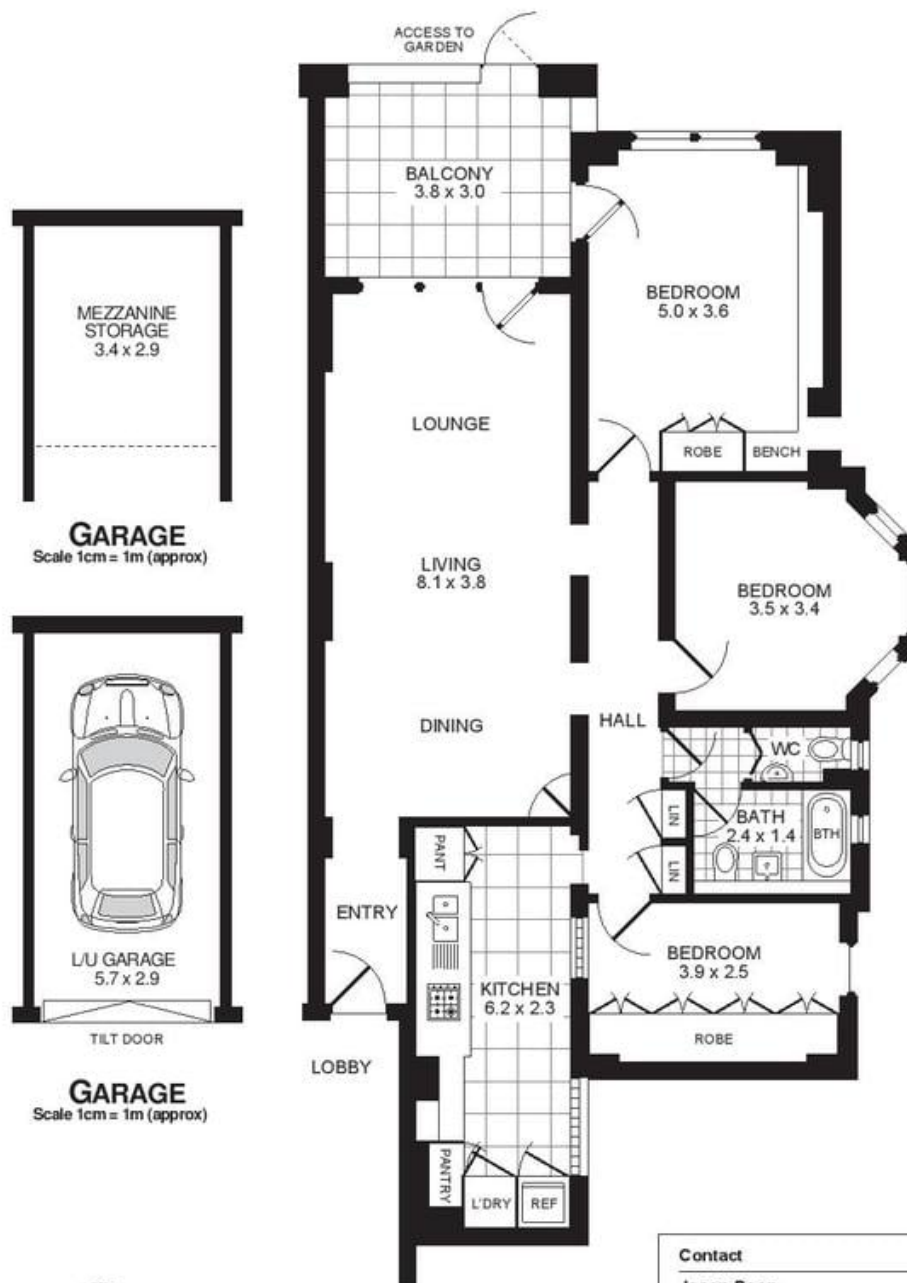 ACCESS TO
GARDEN
BALCONY
3.8 x 3.0
BEDROOM
5.0 x 3.6
MEZZANINE
STORAGE
3.4 x 2.9
LOUNGE
ROBE
BENCH
GARAGE
Scale 1cm = 1m (approx)
LIVING
8.1 x 3.8
BEDROOM
3.5 x 3.4
DINING
HALL
WC
LIN
BATH
2.4 x 1.4
BTH
PANT
LIN
ENTRY
BEDROOM
3.9 x 2.5
L/U GARAGE
5.7 x 2.9
KITCHEN
6.2 x 2.3
TILT DOOR
ROBE
LOBBY
GARAGE
Scale 1cm = 1m (approx)
PANTRY
L'DRY
REF
Contact